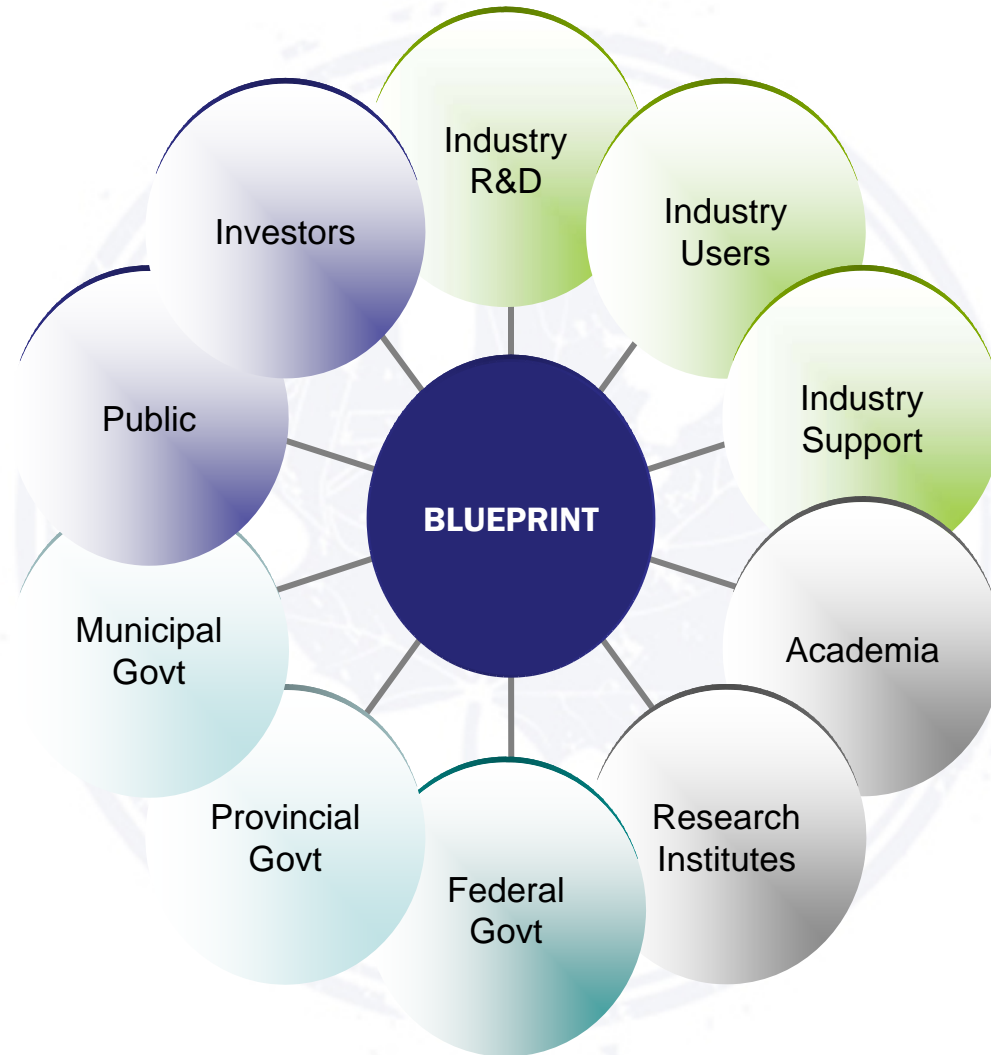 Industry
R&D
Industry
Users
Industry
Support
Academia
Research
Institutes
Federal
Govt
Provincial
Govt
Municipal
Govt
Public
Investors
BLUEPRINT